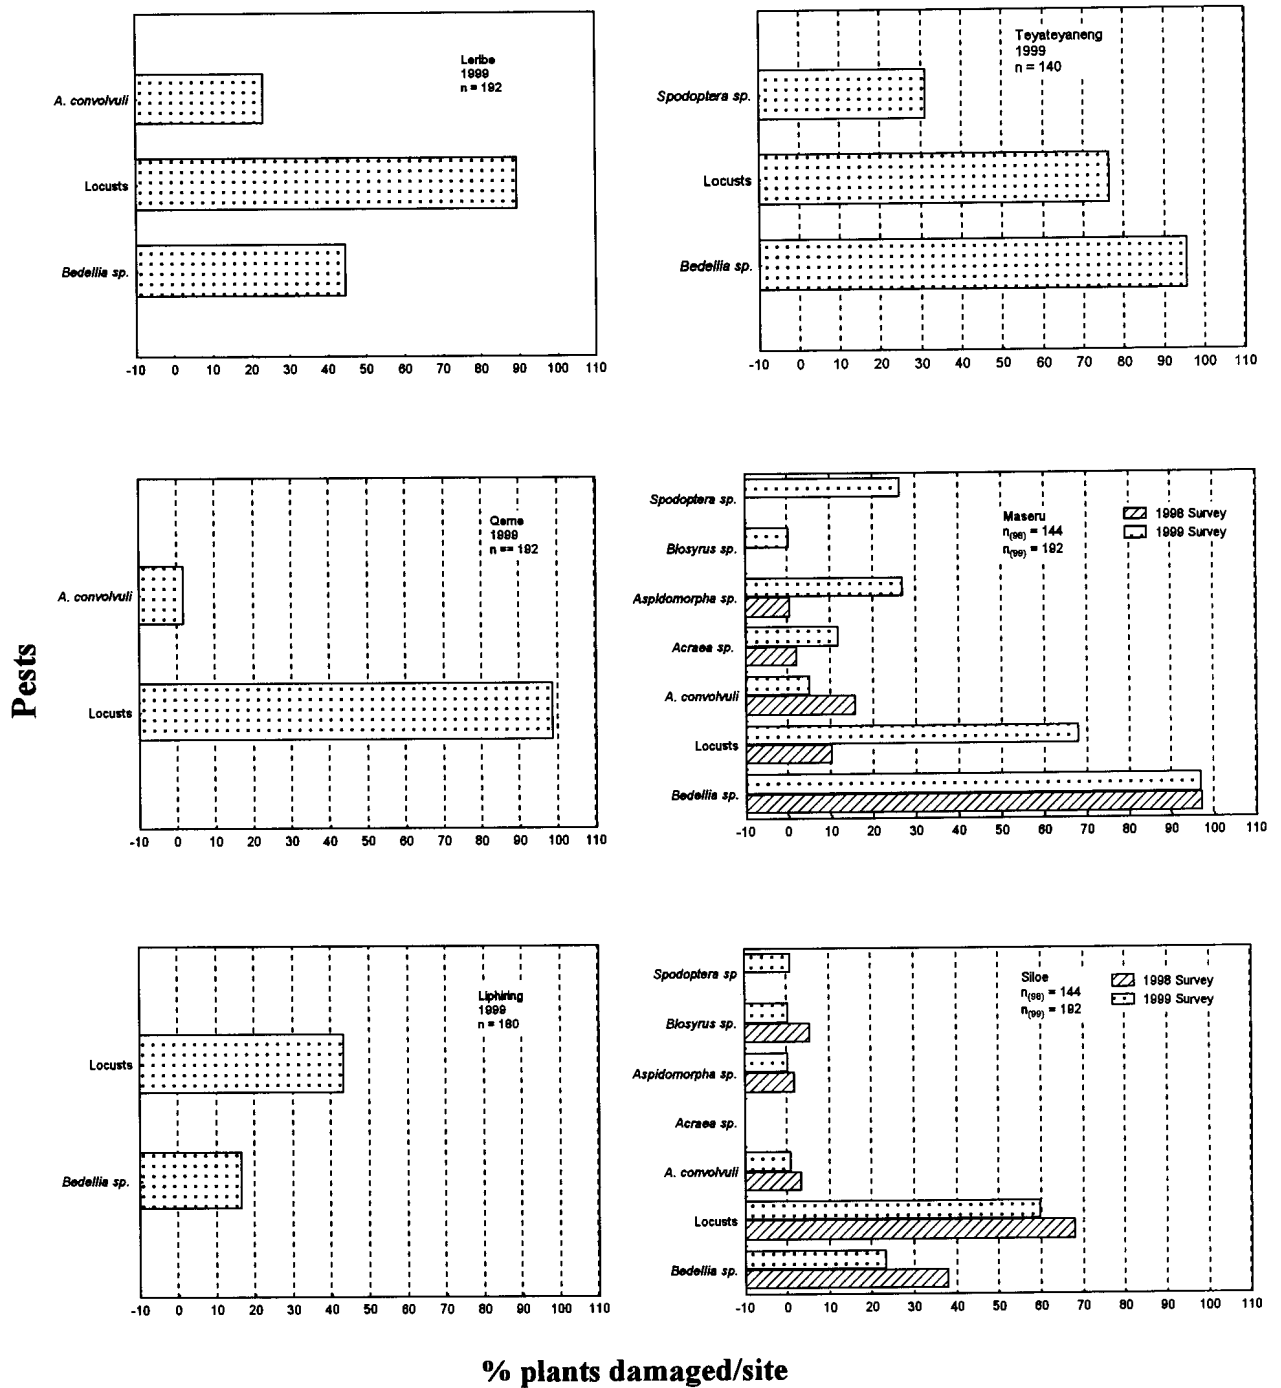 Pests
Leribe
1999
n = 192
A. convolvuli
Locusts
Bedellia sp.
-10 0 10 20 30 40 50 60 70 80 90 100 110
Teyateyaneng
1999
n = 140
Spodoptera sp.
Locusts
Bedellia sp.
-10 0 10 20 30 40 50 60 70 80 90 100 110
Qeme
1999
n == 192
A. convolvuli
Locusts
-10 0 10 20 30 40 50 60 70 80 90 100 110
Maseru
n(98) = 144
n(99) = 192
1998 Survey
1999 Survey
Spodoptera sp.
Blosyrus sp.
Aspidomorpha sp.
Acraea sp.
A. convolvuli
Locusts
Bedellia sp.
-10 0 10 20 30 40 50 60 70 80 90 100 110
Liphiring
1999
n = 180
Locusts
Bedellia sp.
-10 0 10 20 30 40 50 60 70 80 90 100 110
Siloe
n(98) = 144
n(99) = 192
1998 Survey
1999 Survey
Spodoptera sp
Blosyrus sp.
Aspidomorpha sp.
Acraea sp.
A. convolvuli
Locusts
Bedellia sp.
-10 0 10 20 30 40 50 60 70 80 90 100 110
% plants damaged/site